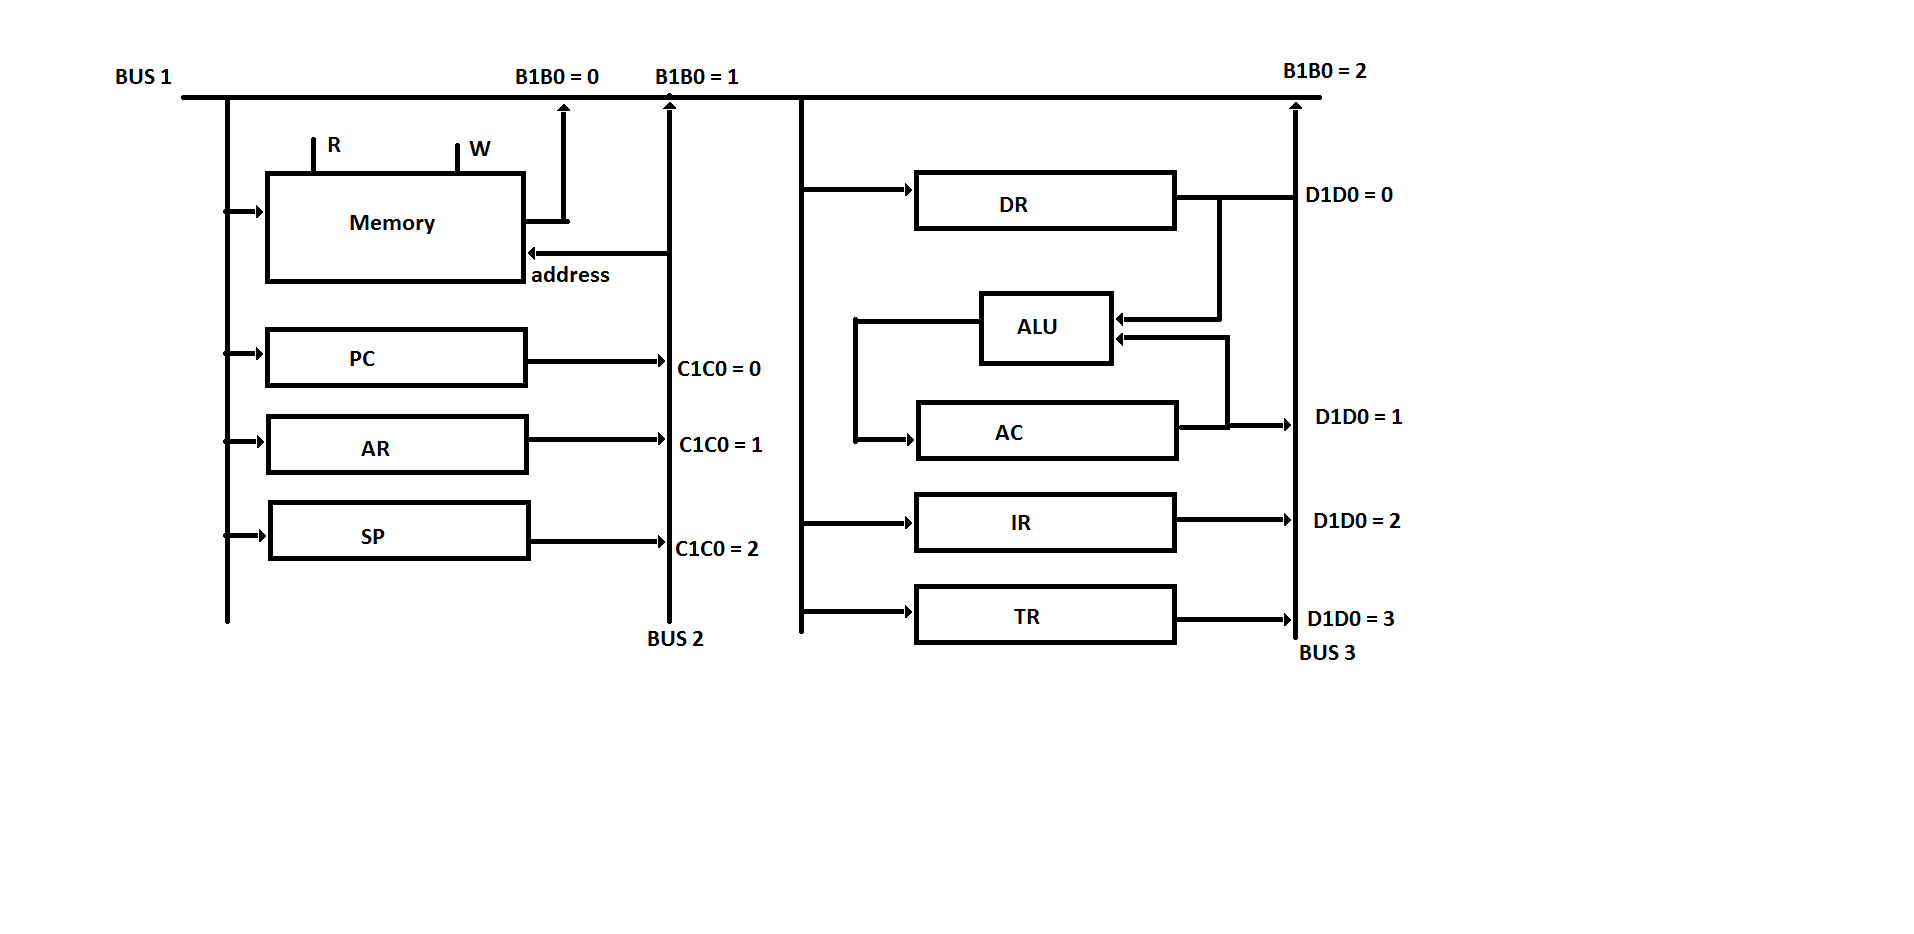 BUS 1
B1B0 = 0
B1B0 = 1
B1B0 = 2
R
W
Memory
address
PC
C1C0 = 0
AR
C1C0 = 1
SP
C1C0 = 2
BUS 2
DR
D1D0 = 0
ALU
AC
D1D0 = 1
IR
D1D0 = 2
TR
D1D0 = 3
BUS 3